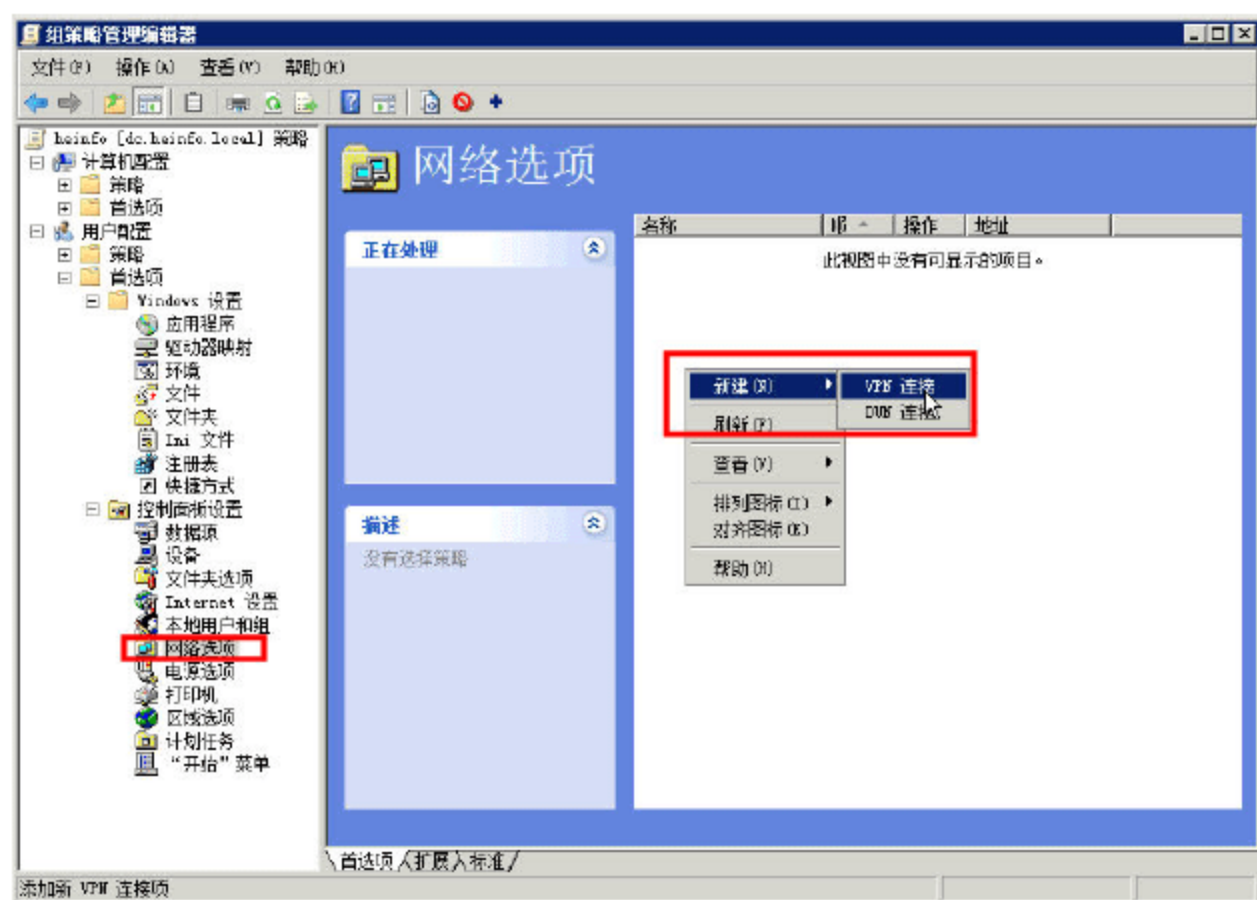 组策略管理编辑器
文件(F) 操作(A) 查看(V) 帮助(H)
heinfo [dc.heinfo.local] 策略
计算机配置
策略
首选项
用户配置
策略
首选项
Windows 设置
应用程序
驱动器映射
环境
文件
文件夹
Ini 文件
注册表
快捷方式
控制面板设置
数据源
设备
文件夹选项
Internet 设置
本地用户和组
网络选项
电源选项
打印机
区域选项
计划任务
“开始”菜单
网络选项
正在处理
描述
没有选择策略
名称 操作 地址
此视图中没有可显示的项目。
新建(N)
VPN 连接
DUN 连接
刷新(F)
查看(V)
排列图标(I)
对齐图标(E)
帮助(H)
首选项 扩展 标准
添加新 VPN 连接项